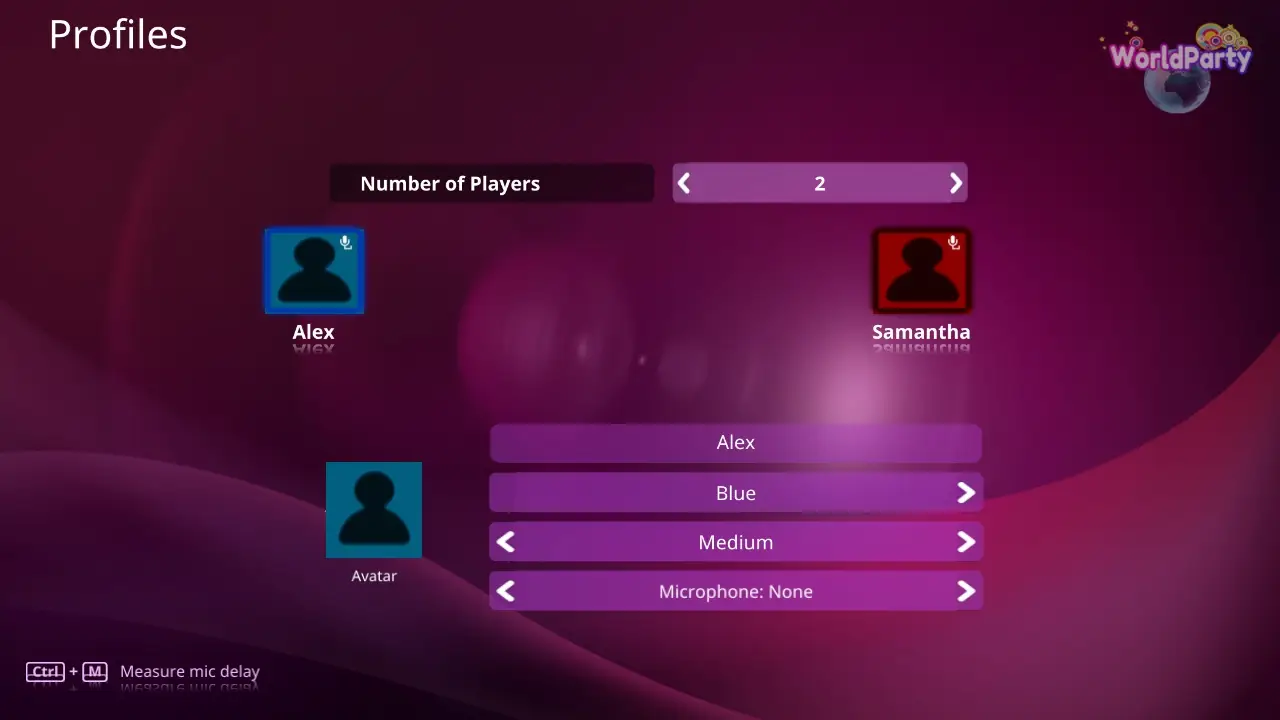 Profiles
WorldParty
Number of Players
2
Alex
Samantha
Alex
Blue
Medium
Microphone: None
Avatar
Ctrl + M Measure mic delay